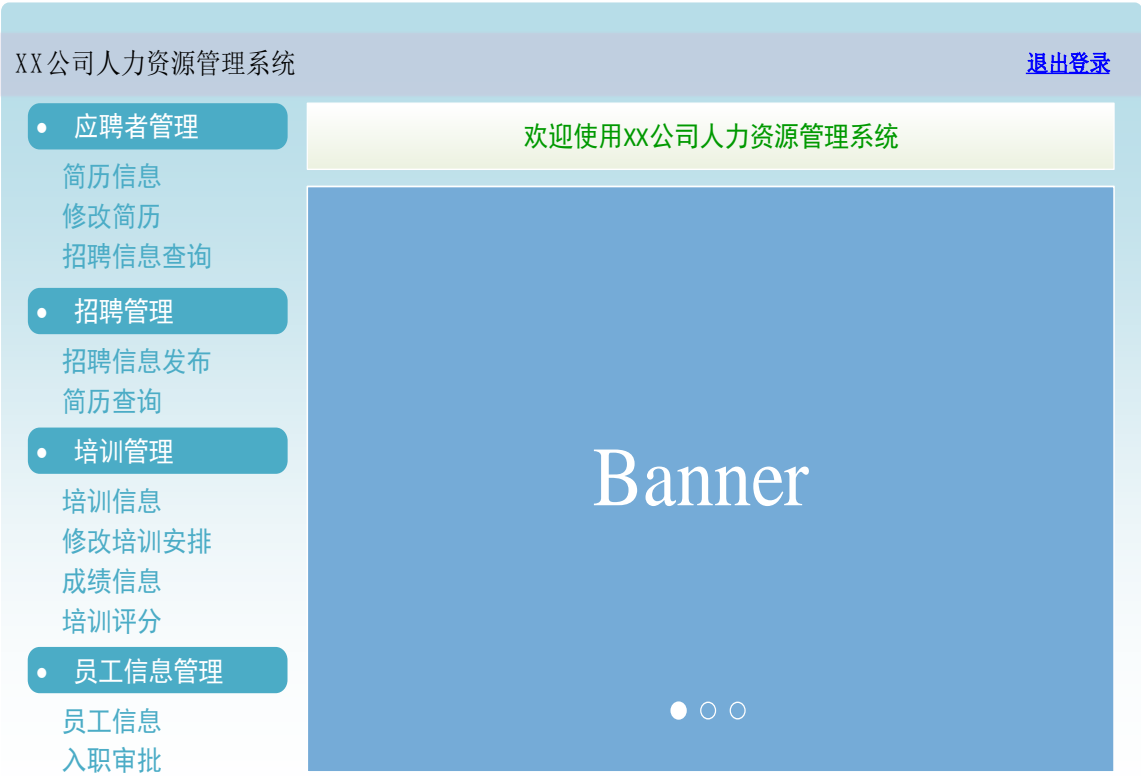 XX公司人力资源管理系统
退出登录
应聘者管理
简历信息
修改简历
招聘信息查询
招聘管理
招聘信息发布
简历查询
培训管理
培训信息
修改培训安排
成绩信息
培训评分
员工信息管理
员工信息
入职审批
欢迎使用XX公司人力资源管理系统
Banner